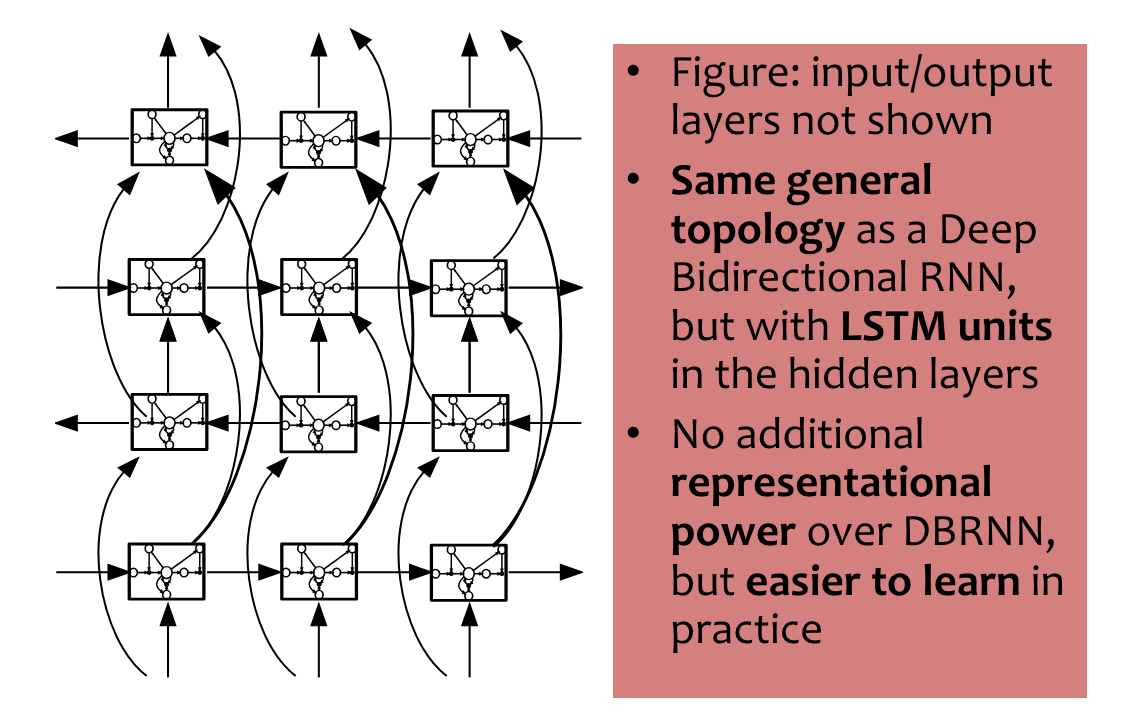 • Figure: input/output
layers not shown
• Same general
topology as a Deep
Bidirectional RNN,
but with LSTM units
in the hidden layers
• No additional
representational
power over DBRNN,
but easier to learn in
practice